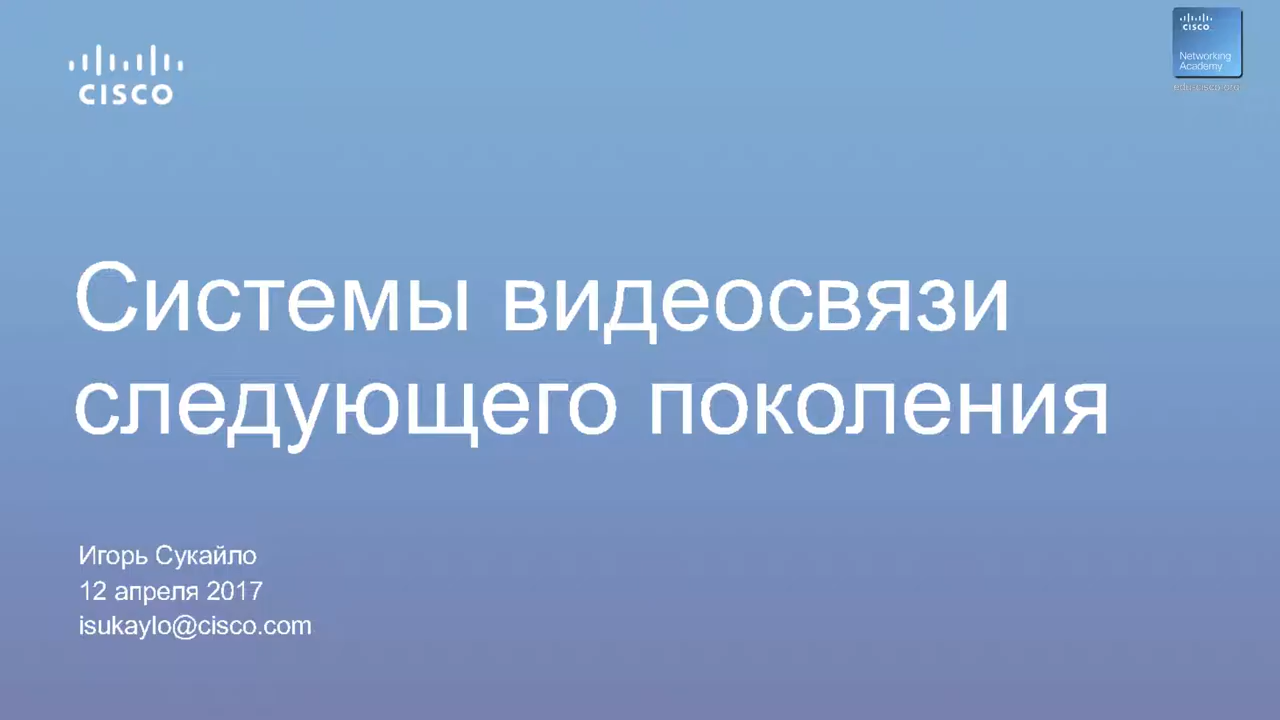 CISCO
CISCO
Networking
Academy
Системы видеосвязи
следующего поколения
Игорь Сукайло
12 апреля 2017
isukaylo@cisco.com